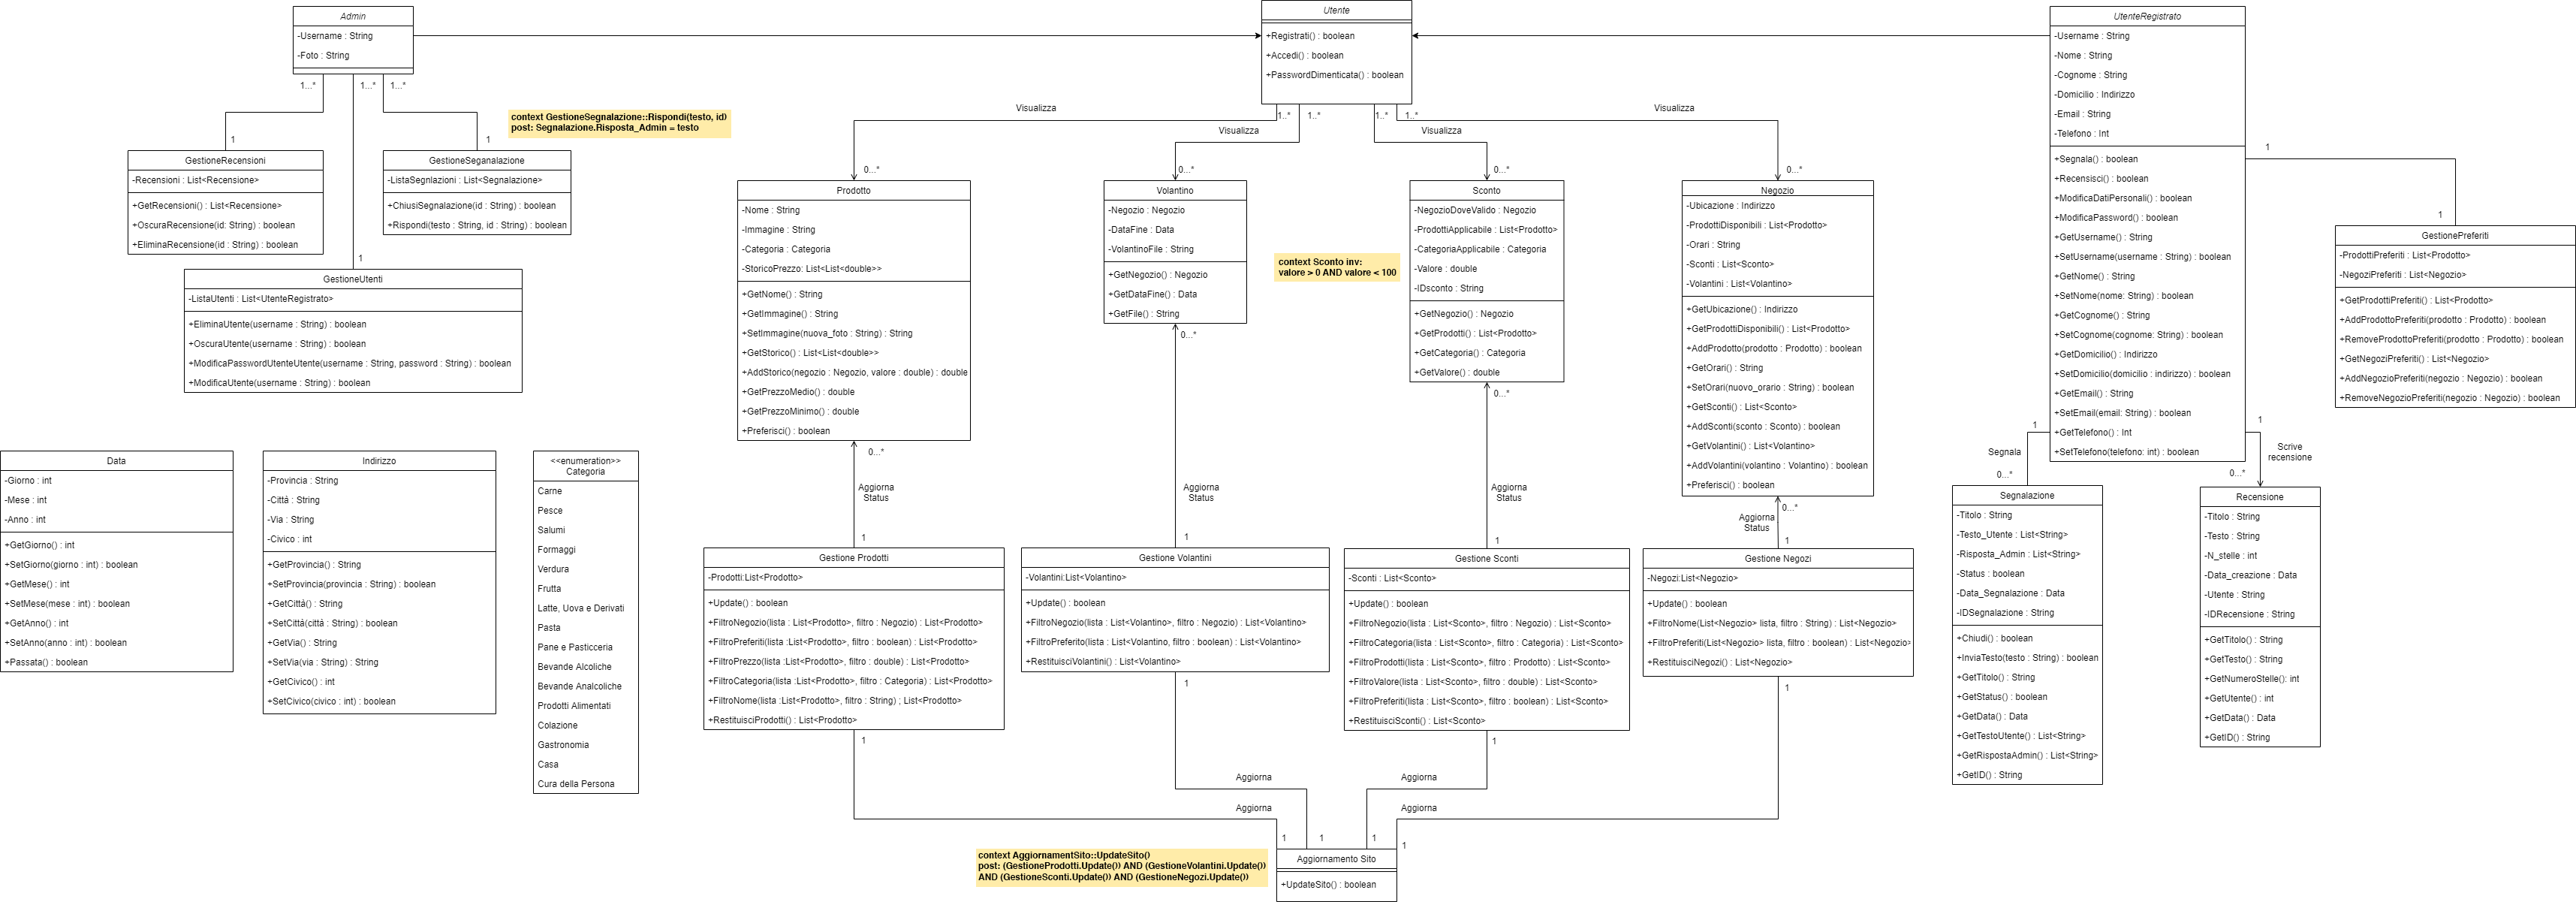 Admin
-Username : String
-Foto : String
1...*
1...*
1...*
Utente
+Registrati() : boolean
+Accedi() : boolean
+PasswordDimenticata() : boolean
1..*
1..*
1..*
1..*
UtenteRegistrato
-Username : String
-Nome : String
-Cognome : String
-Domicilio : Indirizzo
-Email : String
-Telefono : Int
+Segnala() : boolean
+Recensisci() : boolean
+ModificaDatiPersonali() : boolean
+ModificaPassword() : boolean
+GetUsername() : String
+SetUsername(username : String) : boolean
+GetNome() : String
+SetNome(nome: String) : boolean
+GetCognome() : String
+SetCognome(cognome: String) : boolean
+GetDomicilio() : Indirizzo
+SetDomicilio(domicilio : indirizzo) : boolean
+GetEmail() : String
+SetEmail(email: String) : boolean
+GetTelefono() : Int
+SetTelefono(telefono: int) : boolean
context GestioneSegnalazione::Rispondi(testo, id)
post: Segnalazione.Risposta_Admin = testo
1
1
1
GestioneRecensioni
-Recensioni : List<Recensione>
+GetRecensioni() : List<Recensione>
+OscuraRecensione(id: String) : boolean
+EliminaRecensione(id : String) : boolean
GestioneSeganalazione
-ListaSegnlazioni : List<Segnalazione>
+ChiusiSegnalazione(id : String) : boolean
+Rispondi(testo : String, id : String) : boolean
GestioneUtenti
-ListaUtenti : List<UtenteRegistrato>
+EliminaUtente(username : String) : boolean
+OscuraUtente(username : String) : boolean
+ModificaPasswordUtenteUtente(username : String, password : String) : boolean
+ModificaUtente(username : String) : boolean
Visualizza
Visualizza
Visualizza
Visualizza
0...*
0...*
0...*
0...*
Prodotto
-Nome : String
-Immagine : String
-Categoria : Categoria
-StoricoPrezzo: List<List<double>>
+GetNome() : String
+GetImmagine() : String
+SetImmagine(nuova_foto : String) : String
+GetStorico() : List<List<double>>
+AddStorico(negozio : Negozio, valore : double) : double
+GetPrezzoMedio() : double
+GetPrezzoMinimo() : double
+Preferisci() : boolean
Volantino
-Negozio : Negozio
-DataFine : Data
-VolantinoFile : String
+GetNegozio() : Negozio
+GetDataFine() : Data
+GetFile() : String
context Sconto inv:
valore > 0 AND valore < 100
Sconto
-NegozioDoveValido : Negozio
-ProdottiApplicabile : List<Prodotto>
-CategoriaApplicabile : Categoria
-Valore : double
-IDsconto : String
+GetNegozio() : Negozio
+GetProdotti() : List<Prodotto>
+GetCategoria() : Categoria
+GetValore() : double
Negozio
-Ubicazione : Indirizzo
-ProdottiDisponibili : List<Prodotto>
-Orari : String
-Sconti : List<Sconto>
-Volantini : List<Volantino>
+GetUbicazione() : Indirizzo
+GetProdottiDisponibili() : List<Prodotto>
+AddProdotto(prodotto : Prodotto) : boolean
+GetOrari() : String
+SetOrari(nuovo_orario : String) : boolean
+GetSconti() : List<Sconto>
+AddSconti(sconto : Sconto) : boolean
+GetVolantini() : List<Volantino>
+AddVolantini(volantino : Volantino) : boolean
+Preferisci() : boolean
1
1
GestionePreferiti
-ProdottiPreferiti : List<Prodotto>
-NegoziPreferiti : List<Negozio>
+GetProdottiPreferiti() : List<Prodotto>
+AddProdottoPreferiti(prodotto : Prodotto) : boolean
+RemoveProdottoPreferiti(prodotto : Prodotto) : boolean
+GetNegoziPreferiti() : List<Negozio>
+AddNegozioPreferiti(negozio : Negozio) : boolean
+RemoveNegozioPreferiti(negozio : Negozio) : boolean
Data
-Giorno : int
-Mese : int
-Anno : int
+GetGiorno() : int
+SetGiorno(giorno : int) : boolean
+GetMese() : int
+SetMese(mese : int) : boolean
+GetAnno() : int
+SetAnno(anno : int) : boolean
+Passata() : boolean
Indirizzo
-Provincia : String
-Città : String
-Via : String
-Civico : int
+GetProvincia() : String
+SetProvincia(provincia : String) : boolean
+GetCittà() : String
+SetCittà(città : String) : boolean
+GetVia() : String
+SetVia(via : String) : String
+GetCivico() : int
+SetCivico(civico : int) : boolean
<<enumeration>>
Categoria
Carne
Pesce
Salumi
Formaggi
Verdura
Frutta
Latte, Uova e Derivati
Pasta
Pane e Pasticceria
Bevande Alcoliche
Bevande Analcoliche
Prodotti Alimentati
Colazione
Gastronomia
Casa
Cura della Persona
0...*
Aggiorna
Status
1
0...*
Aggiorna
Status
1
0...*
Aggiorna
Status
1
0...*
Aggiorna
Status
1
Gestione Prodotti
-Prodotti:List<Prodotto>
+Update() : boolean
+FiltroNegozio(lista : List<Prodotto>, filtro : Negozio) : List<Prodotto>
+FiltroPreferiti(lista :List<Prodotto>, filtro : boolean) : List<Prodotto>
+FiltroPrezzo(lista :List<Prodotto>, filtro : double) : List<Prodotto>
+FiltroCategoria(lista :List<Prodotto>, filtro : Categoria) : List<Prodotto>
+FiltroNome(lista :List<Prodotto>, filtro : String) ; List<Prodotto>
+RestituisciProdotti() : List<Prodotto>
Gestione Volantini
-Volantini:List<Volantino>
+Update() : boolean
+FiltroNegozio(lista : List<Volantino>, filtro : Negozio) : List<Volantino>
+FiltroPreferito(lista : List<Volantino, filtro : boolean) : List<Volantino>
+RestituisciVolantini() : List<Volantino>
Gestione Sconti
-Sconti : List<Sconto>
+Update() : boolean
+FiltroNegozio(lista : List<Sconto>, filtro : Negozio) : List<Sconto>
+FiltroCategoria(lista : List<Sconto>, filtro : Categoria) : List<Sconto>
+FiltroProdotti(lista : List<Sconto>, filtro : Prodotto) : List<Sconto>
+FiltroValore(lista : List<Sconto>, filtro : double) : List<Sconto>
+FiltroPreferiti(lista : List<Sconto>, filtro : boolean) : List<Sconto>
+RestituisciSconti() : List<Sconto>
Gestione Negozi
-Negozi:List<Negozio>
+Update() : boolean
+FiltroNome(List<Negozio> lista, filtro : String) : List<Negozio>
+FiltroPreferiti(List<Negozio> lista, filtro : boolean) : List<Negozio>
+RestituisciNegozi() : List<Negozio>
1
Segnala
0...*
1
Scrive
recensione
0...*
Segnalazione
-Titolo : String
-Testo_Utente : List<String>
-Risposta_Admin : List<String>
-Status : boolean
-Data_Segnalazione : Data
-IDSegnalazione : String
+Chiudi() : boolean
+InviaTesto(testo : String) : boolean
+GetTitolo() : String
+GetStatus() : boolean
+GetData() : Data
+GetTestoUtente() : List<String>
+GetRispostaAdmin() : List<String>
+GetID() : String
Recensione
-Titolo : String
-Testo : String
-N_stelle : int
-Data_creazione : Data
-Utente : String
-IDRecensione : String
+GetTitolo() : String
+GetTesto() : String
+GetNumeroStelle(): int
+GetUtente() : int
+GetData() : Data
+GetID() : String
1
1
1
1
Aggiorna
Aggiorna
Aggiorna
Aggiorna
1
1
1
1
context AggiornamentSito::UpdateSito()
post: (GestioneProdotti.Update()) AND (GestioneVolantini.Update())
AND (GestioneSconti.Update()) AND (GestioneNegozi.Update())
Aggiornamento Sito
+UpdateSito() : boolean